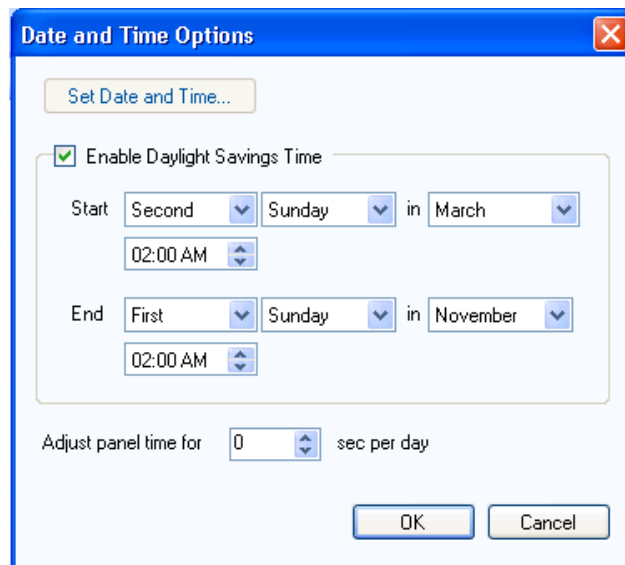 Date and Time Options
Set Date and Time...
Enable Daylight Savings Time
Start Second Sunday in March
02:00 AM
End First Sunday in November
02:00 AM
Adjust panel time for 0 sec per day
OK Cancel